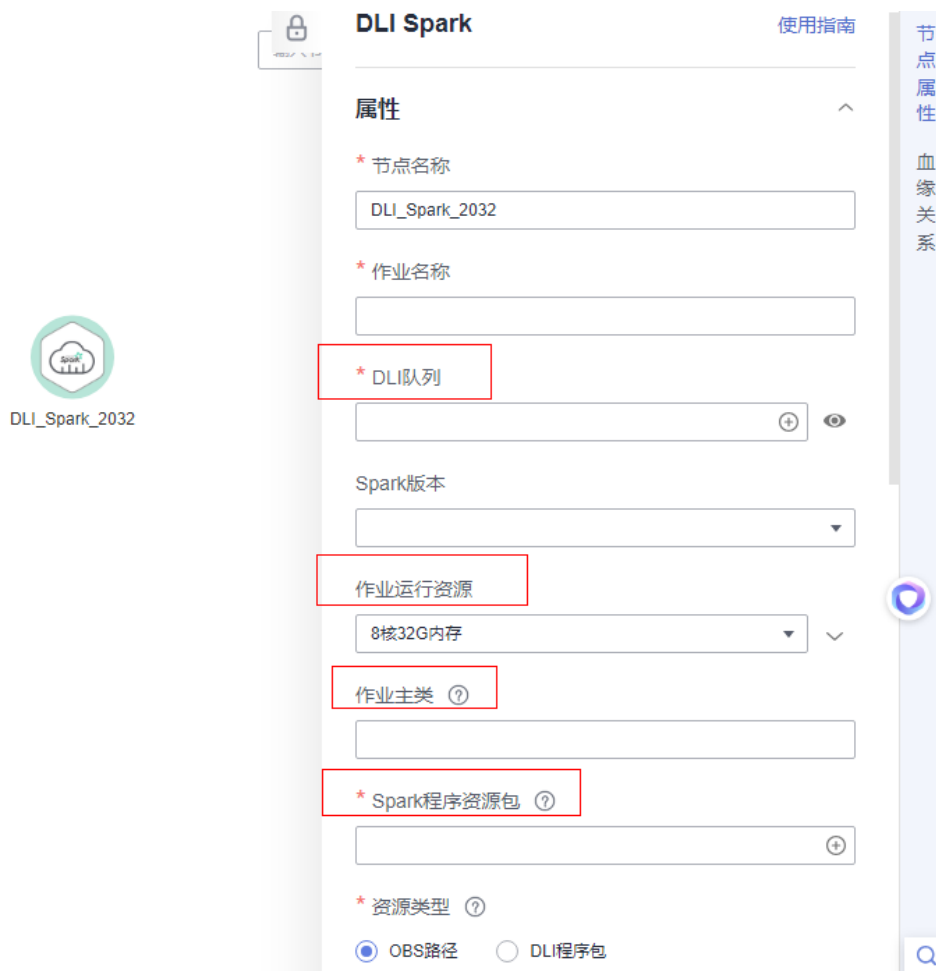 DLI Spark
使用指南
属性
* 节点名称
DLI_Spark_2032
* 作业名称
* DLI队列
Spark版本
作业运行资源
8核32G内存
作业主类 ?
* Spark程序资源包 ?
* 资源类型 ?
OBS路径
DLI程序包
Spark
DLI_Spark_2032
节点属性
血缘关系